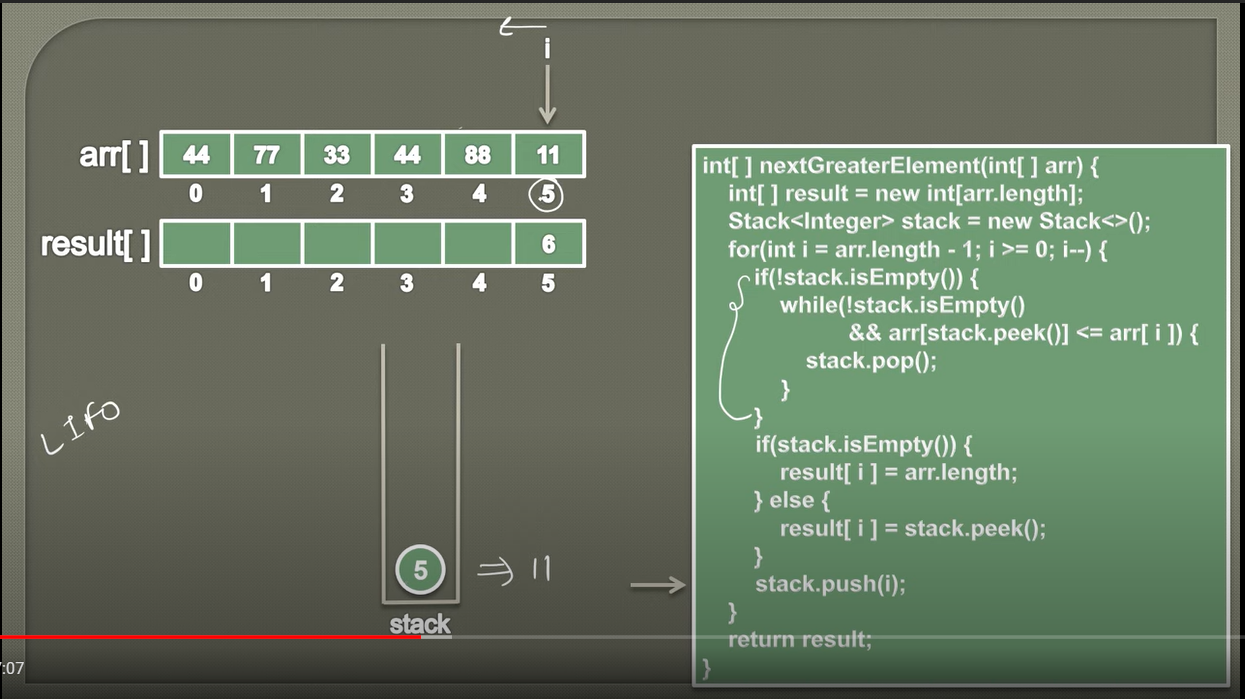 i
arr[ ] 44 77 33 44 88 11
0 1 2 3 4 5
result[ ] 6
0 1 2 3 4 5
LIFO
5 ⇒ 11
stack
:07
int[ ] nextGreaterElement(int[ ] arr) {
int[ ] result = new int[arr.length];
Stack<Integer> stack = new Stack<>();
for(int i = arr.length - 1; i >= 0; i--) {
if(!stack.isEmpty()) {
while(!stack.isEmpty()
&& arr[stack.peek()] <= arr[ i ]) {
stack.pop();
}
}
if(stack.isEmpty()) {
result[ i ] = arr.length;
} else {
result[ i ] = stack.peek();
}
stack.push(i);
}
return result;
}